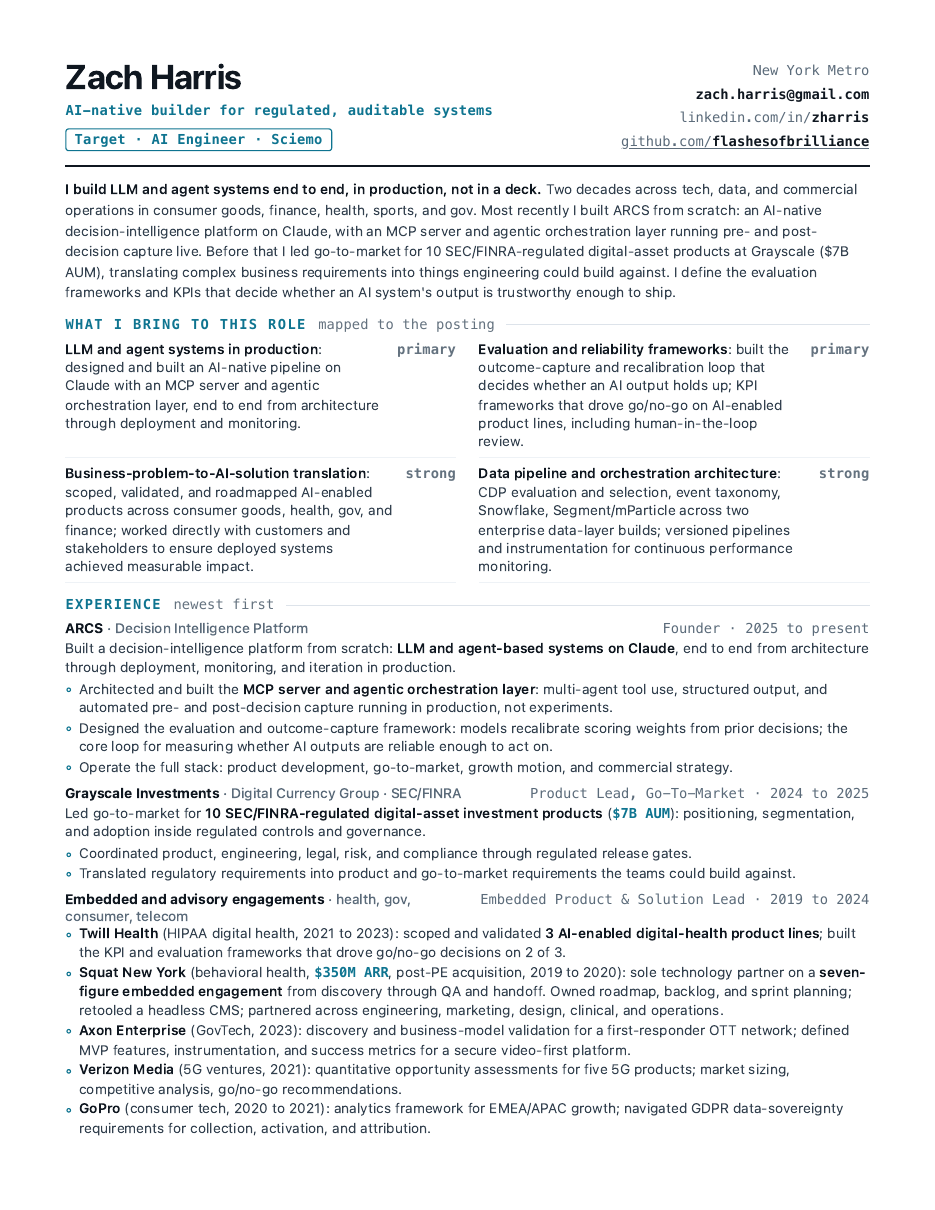 Zach Harris
AI–native builder for regulated, auditable systems
Target · AI Engineer · Sciemo
New York Metro
zach.harris@gmail.com
linkedin.com/in/zharris
github.com/flashesofbrilliance
I build LLM and agent systems end to end, in production, not in a deck. Two decades across tech, data, and commercial
operations in consumer goods, finance, health, sports, and gov. Most recently I built ARCS from scratch: an AI-native
decision-intelligence platform on Claude, with an MCP server and agentic orchestration layer running pre- and post-
decision capture live. Before that I led go-to-market for 10 SEC/FINRA-regulated digital-asset products at Grayscale ($7B
AUM), translating complex business requirements into things engineering could build against. I define the evaluation
frameworks and KPIs that decide whether an AI system's output is trustworthy enough to ship.
WHAT I BRING TO THIS ROLE mapped to the posting
LLM and agent systems in production: primary
designed and built an AI-native pipeline on
Claude with an MCP server and agentic
orchestration layer, end to end from architecture
through deployment and monitoring.
Evaluation and reliability frameworks: built the primary
outcome-capture and recalibration loop that
decides whether an AI output holds up; KPI
frameworks that drove go/no-go on AI-enabled
product lines, including human-in-the-loop
review.
Business-problem-to-AI-solution translation: strong
scoped, validated, and roadmapped AI-enabled
products across consumer goods, health, gov, and
finance; worked directly with customers and
stakeholders to ensure deployed systems
achieved measurable impact.
Data pipeline and orchestration architecture: strong
CDP evaluation and selection, event taxonomy,
Snowflake, Segment/mParticle across two
enterprise data-layer builds; versioned pipelines
and instrumentation for continuous performance
monitoring.
EXPERIENCE newest first
ARCS · Decision Intelligence Platform Founder · 2025 to present
Built a decision-intelligence platform from scratch: LLM and agent-based systems on Claude, end to end from architecture
through deployment, monitoring, and iteration in production.
Architected and built the MCP server and agentic orchestration layer: multi-agent tool use, structured output, and
automated pre- and post-decision capture running in production, not experiments.
Designed the evaluation and outcome-capture framework: models recalibrate scoring weights from prior decisions; the
core loop for measuring whether AI outputs are reliable enough to act on.
Operate the full stack: product development, go-to-market, growth motion, and commercial strategy.
Grayscale Investments · Digital Currency Group · SEC/FINRA Product Lead, Go–To–Market · 2024 to 2025
Led go-to-market for 10 SEC/FINRA-regulated digital-asset investment products ($7B AUM): positioning, segmentation,
and adoption inside regulated controls and governance.
Coordinated product, engineering, legal, risk, and compliance through regulated release gates.
Translated regulatory requirements into product and go-to-market requirements the teams could build against.
Embedded and advisory engagements · health, gov, Embedded Product & Solution Lead · 2019 to 2024
consumer, telecom
Twill Health (HIPAA digital health, 2021 to 2023): scoped and validated 3 AI-enabled digital-health product lines; built
the KPI and evaluation frameworks that drove go/no-go decisions on 2 of 3.
Squat New York (behavioral health, $350M ARR, post-PE acquisition, 2019 to 2020): sole technology partner on a seven-
figure embedded engagement from discovery through QA and handoff. Owned roadmap, backlog, and sprint planning;
retooled a headless CMS; partnered across engineering, marketing, design, clinical, and operations.
Axon Enterprise (GovTech, 2023): discovery and business-model validation for a first-responder OTT network; defined
MVP features, instrumentation, and success metrics for a secure video-first platform.
Verizon Media (5G ventures, 2021): quantitative opportunity assessments for five 5G products; market sizing,
competitive analysis, go/no-go recommendations.
GoPro (consumer tech, 2020 to 2021): analytics framework for EMEA/APAC growth; navigated GDPR data-sovereignty
requirements for collection, activation, and attribution.